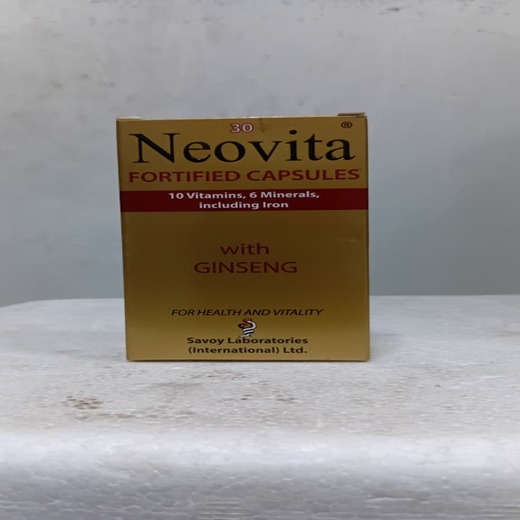 30
Neovita®
FORTIFIED CAPSULES
10 Vitamins, 6 Minerals,
including Iron
with
GINSENG
FOR HEALTH AND VITALITY
Savoy Laboratories
(International) Ltd.